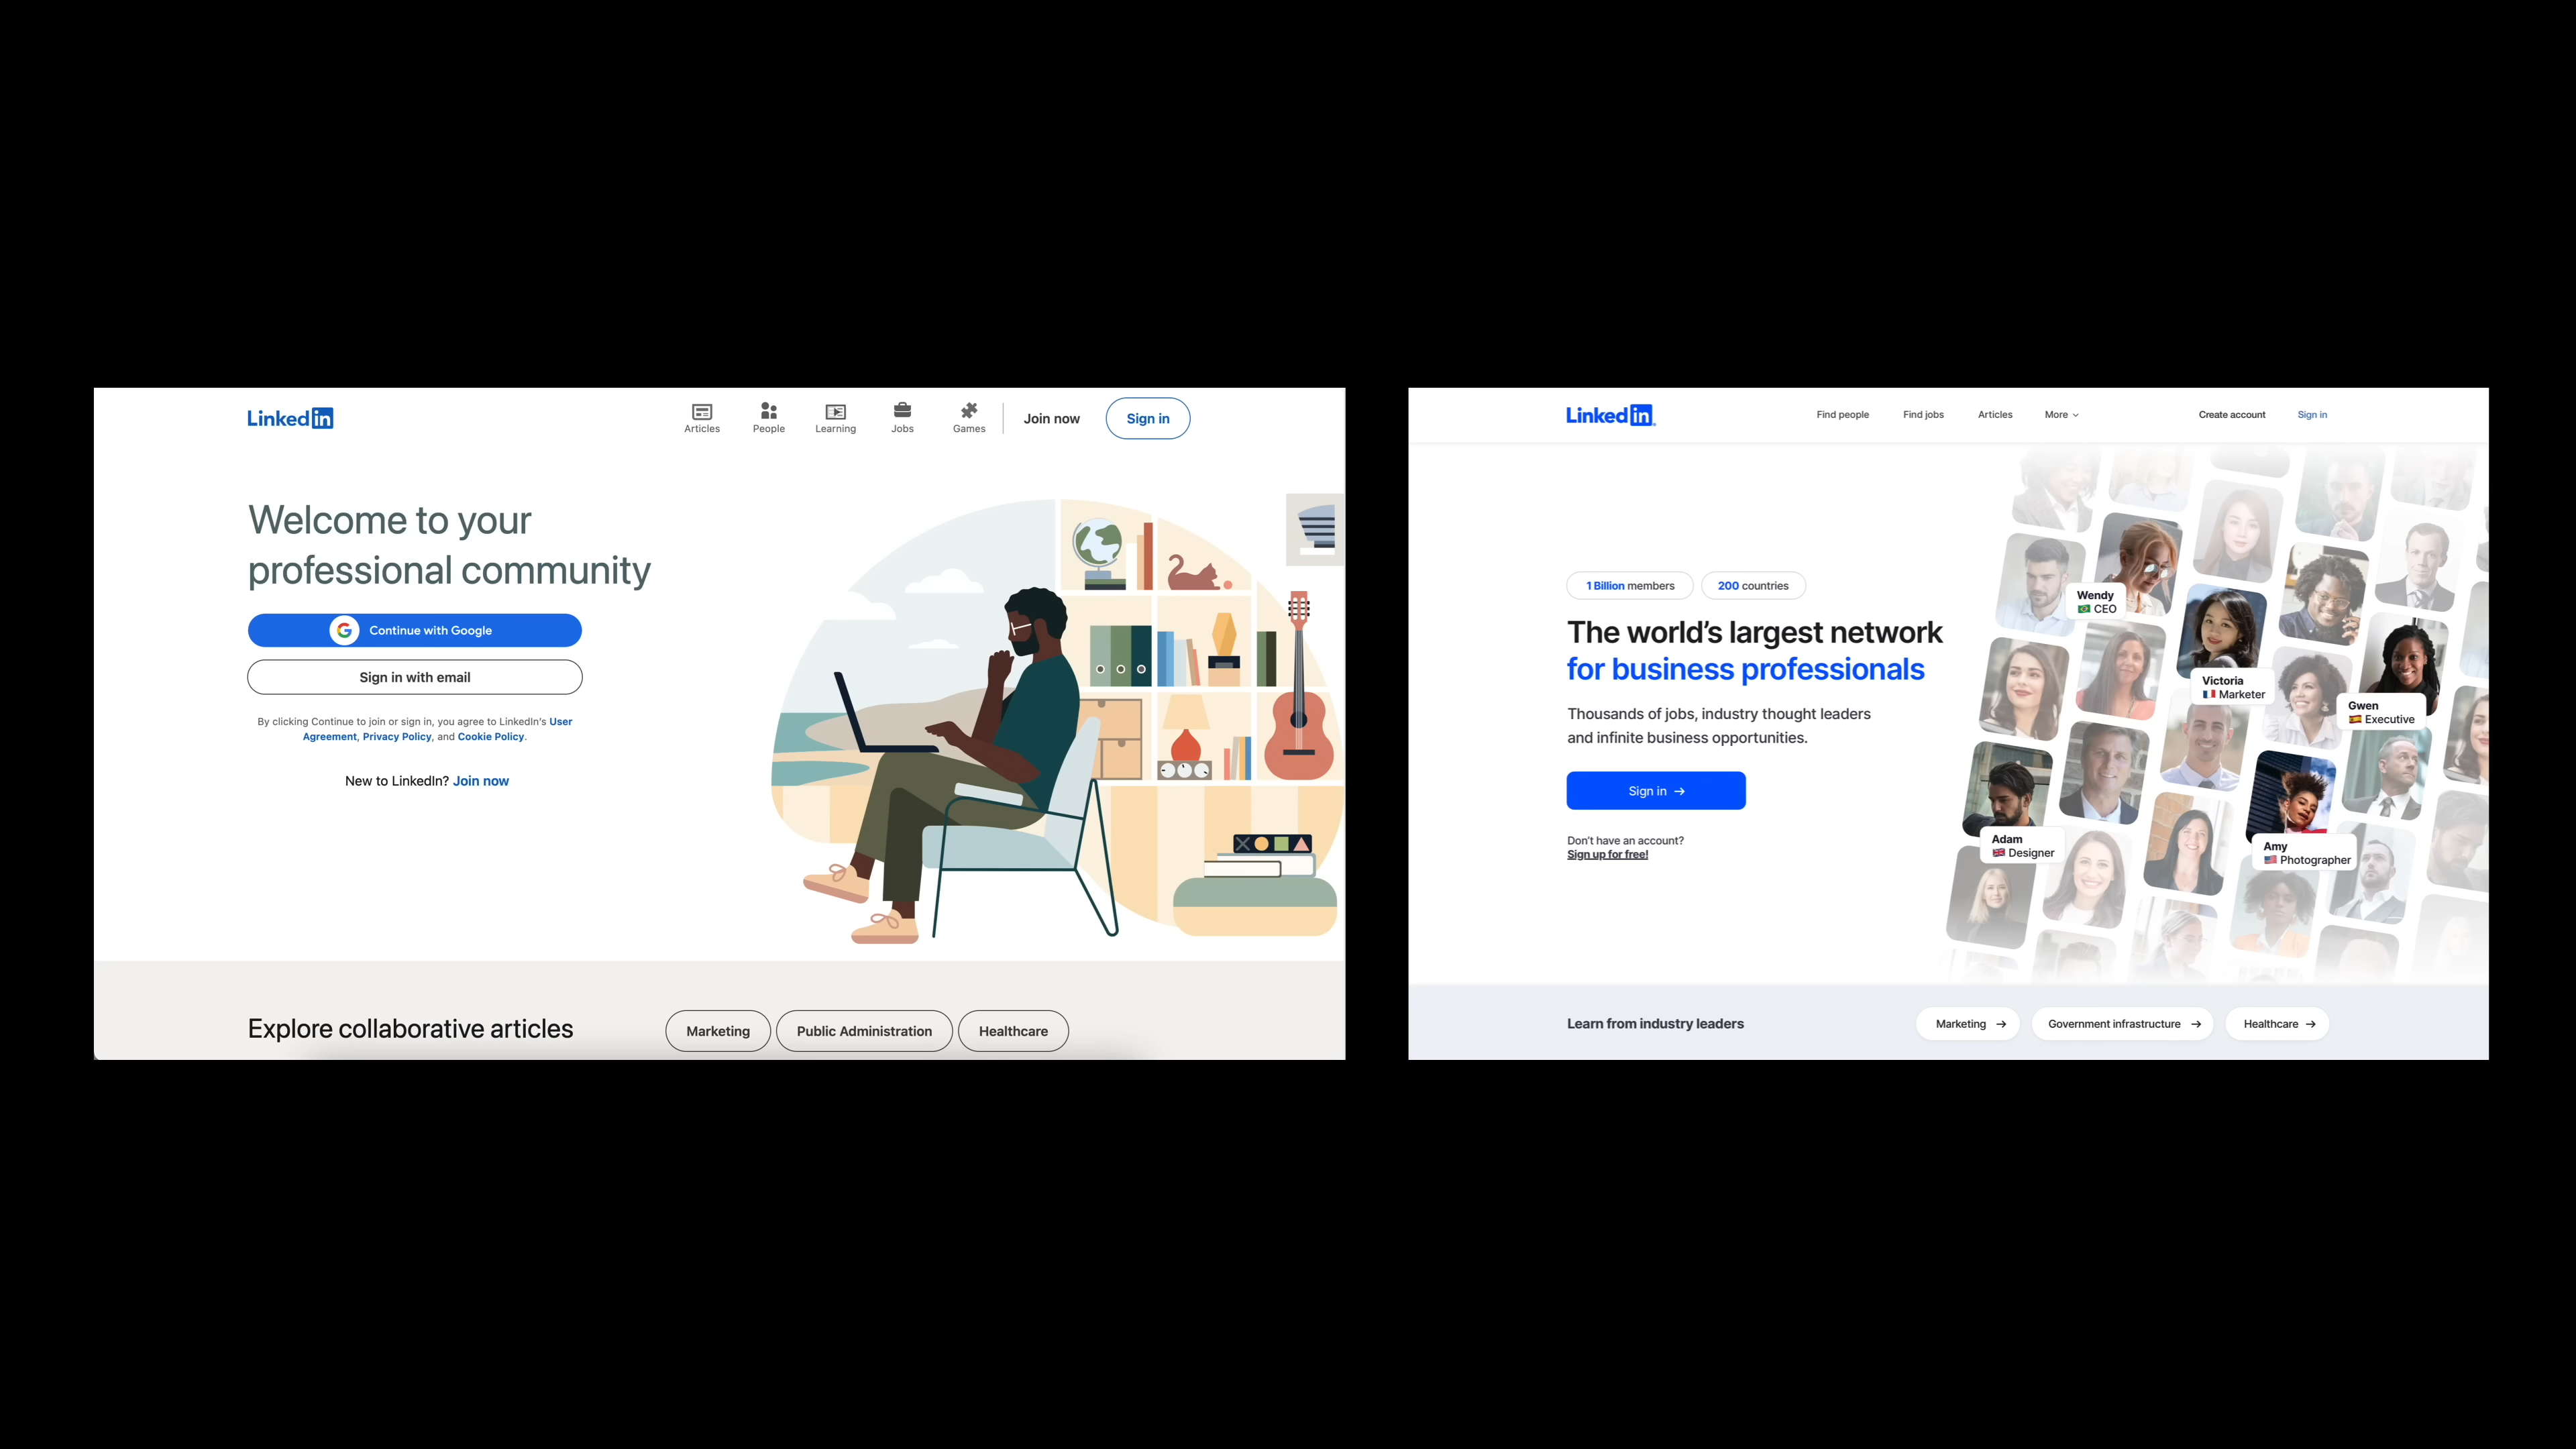 Linked in
Articles
People
Learning
Jobs
Games
Join now
Sign in
Welcome to your
professional community
G Continue with Google
Sign in with email
By clicking Continue to join or sign in, you agree to LinkedIn's User
Agreement, Privacy Policy, and Cookie Policy.
New to LinkedIn? Join now
Explore collaborative articles
Marketing
Public Administration
Healthcare
Linked in
Find people
Find jobs
Articles
More
Create account
Sign in
1 Billion members
200 countries
The world's largest network
for business professionals
Thousands of jobs, industry thought leaders
and infinite business opportunities.
Sign in →
Don't have an account?
Sign up for free!
Wendy
CEO
Victoria
Marketer
Gwen
Executive
Adam
Designer
Amy
Photographer
Learn from industry leaders
Marketing →
Government infrastructure →
Healthcare →